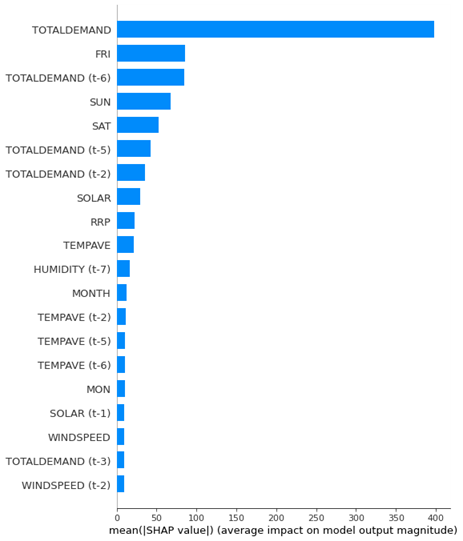 TOTALDEMAND
FRI
TOTALDEMAND (t-6)
SUN
SAT
TOTALDEMAND (t-5)
TOTALDEMAND (t-2)
SOLAR
RRP
TEMPAVE
HUMIDITY (t-7)
MONTH
TEMPAVE (t-2)
TEMPAVE (t-5)
TEMPAVE (t-6)
MON
SOLAR (t-1)
WINDSPEED
TOTALDEMAND (t-3)
WINDSPEED (t-2)
0 50 100 150 200 250 300 350 400
mean(|SHAP value|) (average impact on model output magnitude)